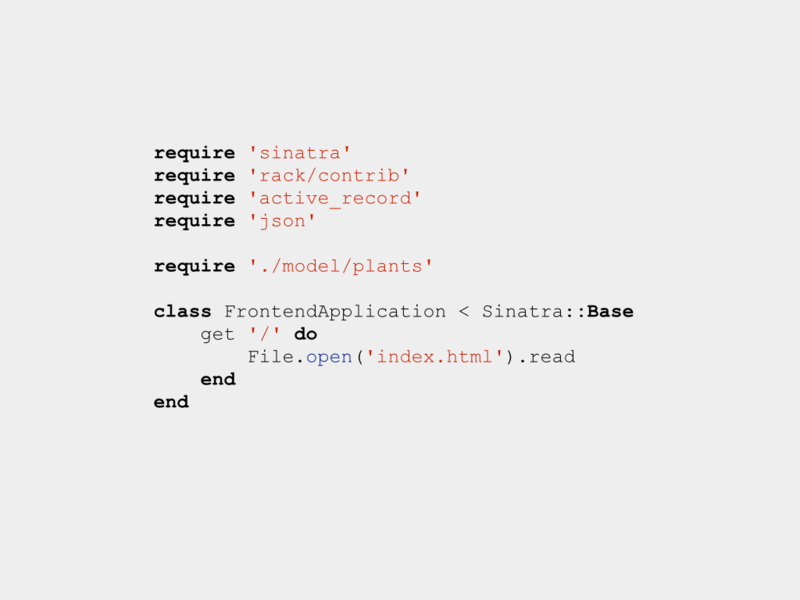 require 'sinatra'
require 'rack/contrib'
require 'active_record'
require 'json'

require './model/plants'

class FrontendApplication < Sinatra::Base
    get '/' do
        File.open('index.html').read
    end
end